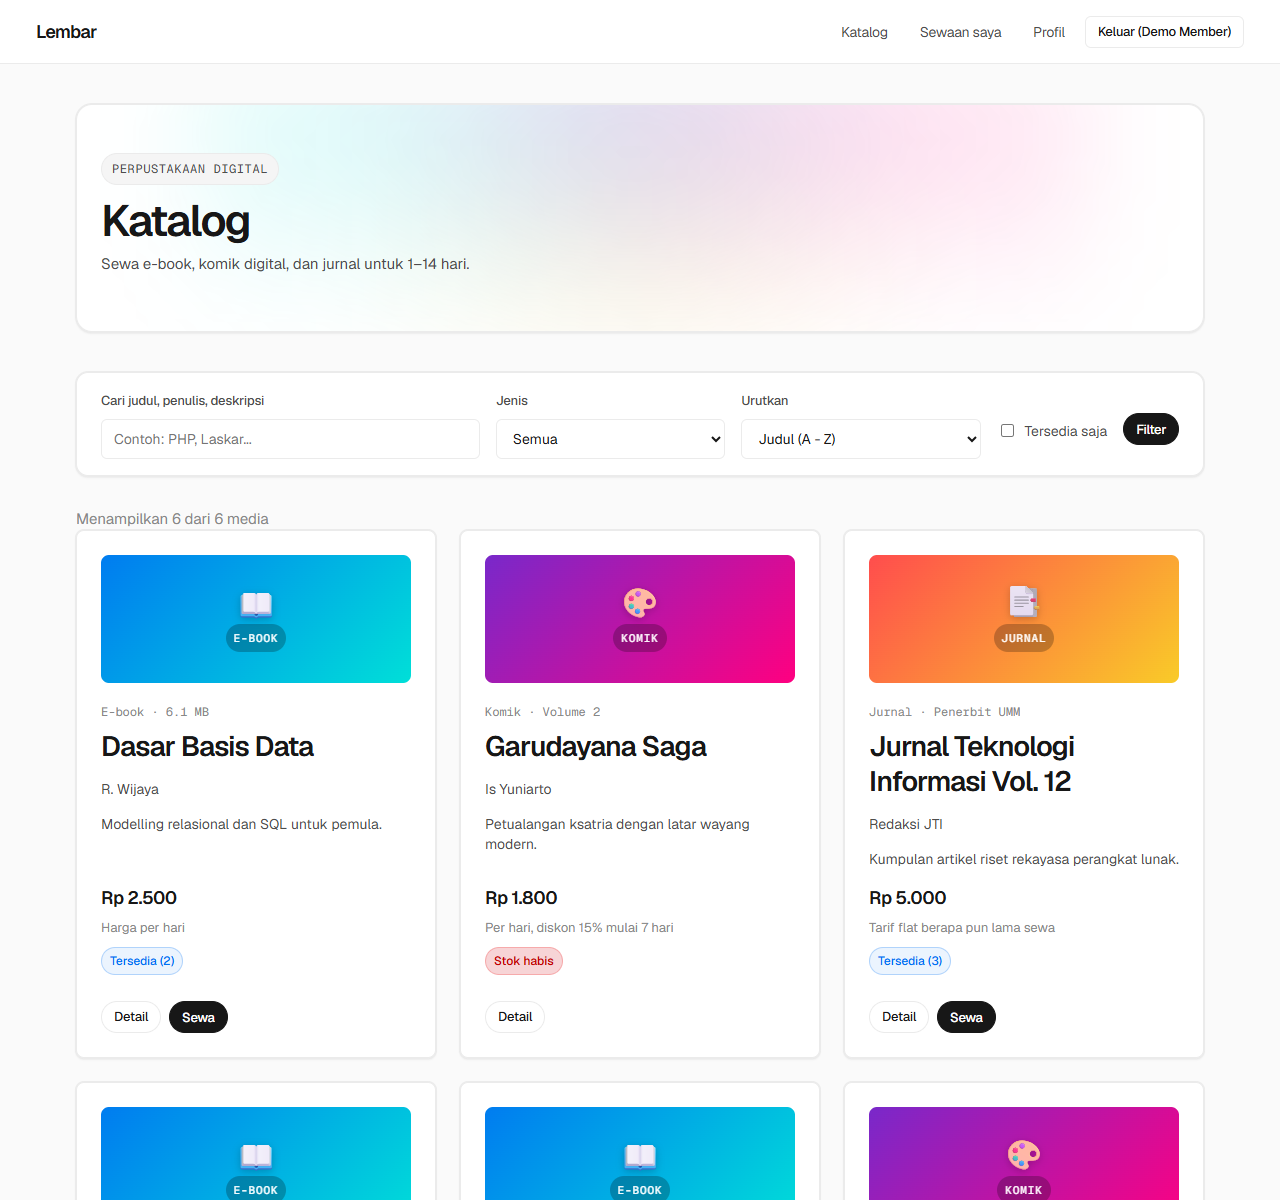 Lembar
Katalog
Sewaan saya
Profil
Keluar (Demo Member)
PERPUSTAKAAN DIGITAL
Katalog
Sewa e-book, komik digital, dan jurnal untuk 1–14 hari.
Cari judul, penulis, deskripsi
Contoh: PHP, Laskar...
Jenis
Semua
Urutkan
Judul (A - Z)
Tersedia saja
Filter
Menampilkan 6 dari 6 media
E-BOOK
E-book · 6.1 MB
Dasar Basis Data
R. Wijaya
Modelling relasional dan SQL untuk pemula.
Rp 2.500
Harga per hari
Tersedia (2)
Detail
Sewa
KOMIK
Komik · Volume 2
Garudayana Saga
Is Yuniarto
Petualangan ksatria dengan latar wayang
modern.
Rp 1.800
Per hari, diskon 15% mulai 7 hari
Stok habis
Detail
JURNAL
Jurnal · Penerbit UMM
Jurnal Teknologi
Informasi Vol. 12
Redaksi JTI
Kumpulan artikel riset rekayasa perangkat lunak.
Rp 5.000
Tarif flat berapa pun lama sewa
Tersedia (3)
Detail
Sewa
E-BOOK
E-BOOK
KOMIK